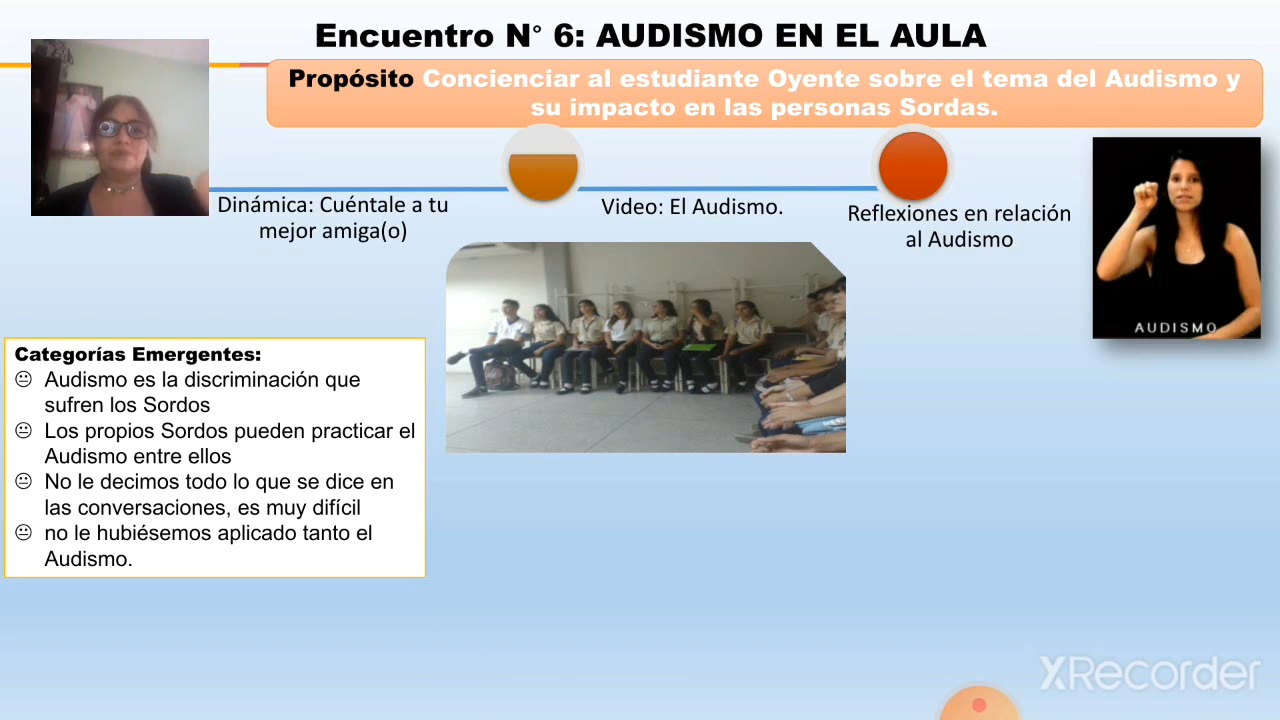 Encuentro N° 6: AUDISMO EN EL AULA
Propósito Concienciar al estudiante Oyente sobre el tema del Audismo y
su impacto en las personas Sordas.
Dinámica: Cuéntale a tu
mejor amiga(o)
Video: El Audismo.
Reflexiones en relación
al Audismo
AUDISMO
Categorías Emergentes:
Audismo es la discriminación que
sufren los Sordos
Los propios Sordos pueden practicar el
Audismo entre ellos
No le decimos todo lo que se dice en
las conversaciones, es muy difícil
no le hubiésemos aplicado tanto el
Audismo.
XRecorder